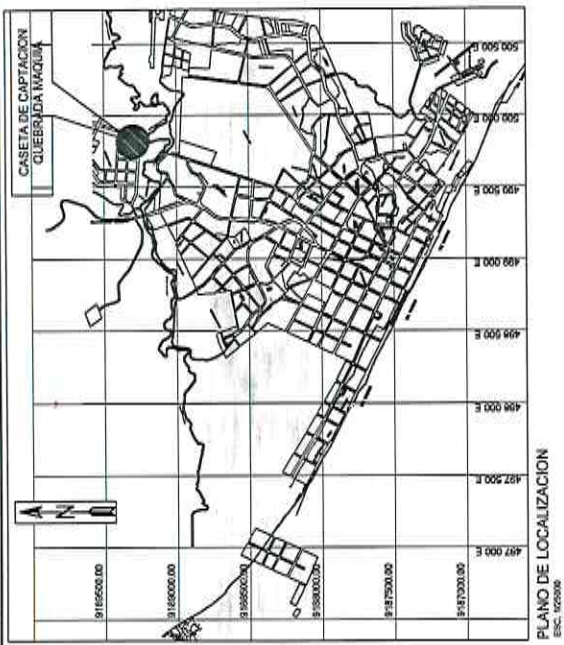 CASETA DE CAPTACION
QUEBRADA MAQUIA
N
9189500.00
9189000.00
9188500.00
9188000.00
9187500.00
9187000.00
497 000 E
497 500 E
498 000 E
498 500 E
499 000 E
499 500 E
500 000 E
500 500 E
PLANO DE LOCALIZACION